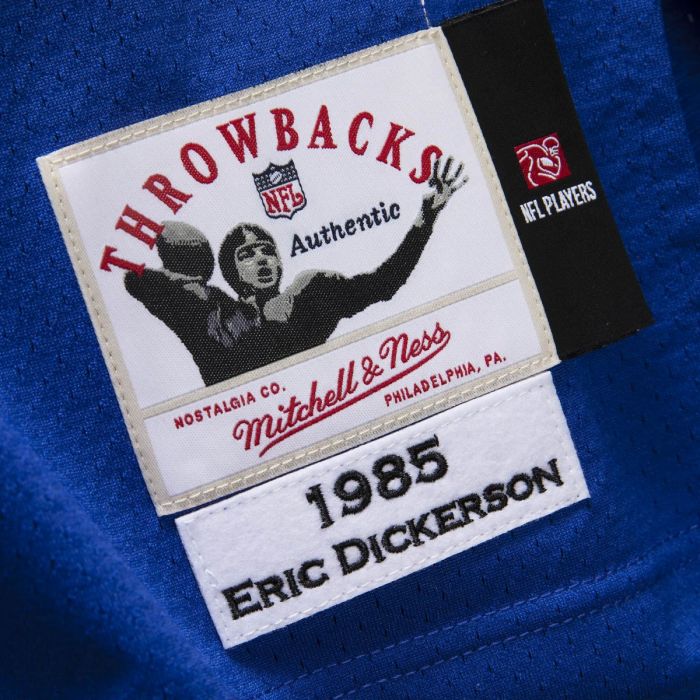 THROWBACKS
NFL
Authentic
NFL PLAYERS
NOSTALGIA CO.
Mitchell & Ness
PHILADELPHIA, PA.
1985
ERIC DICKERSON